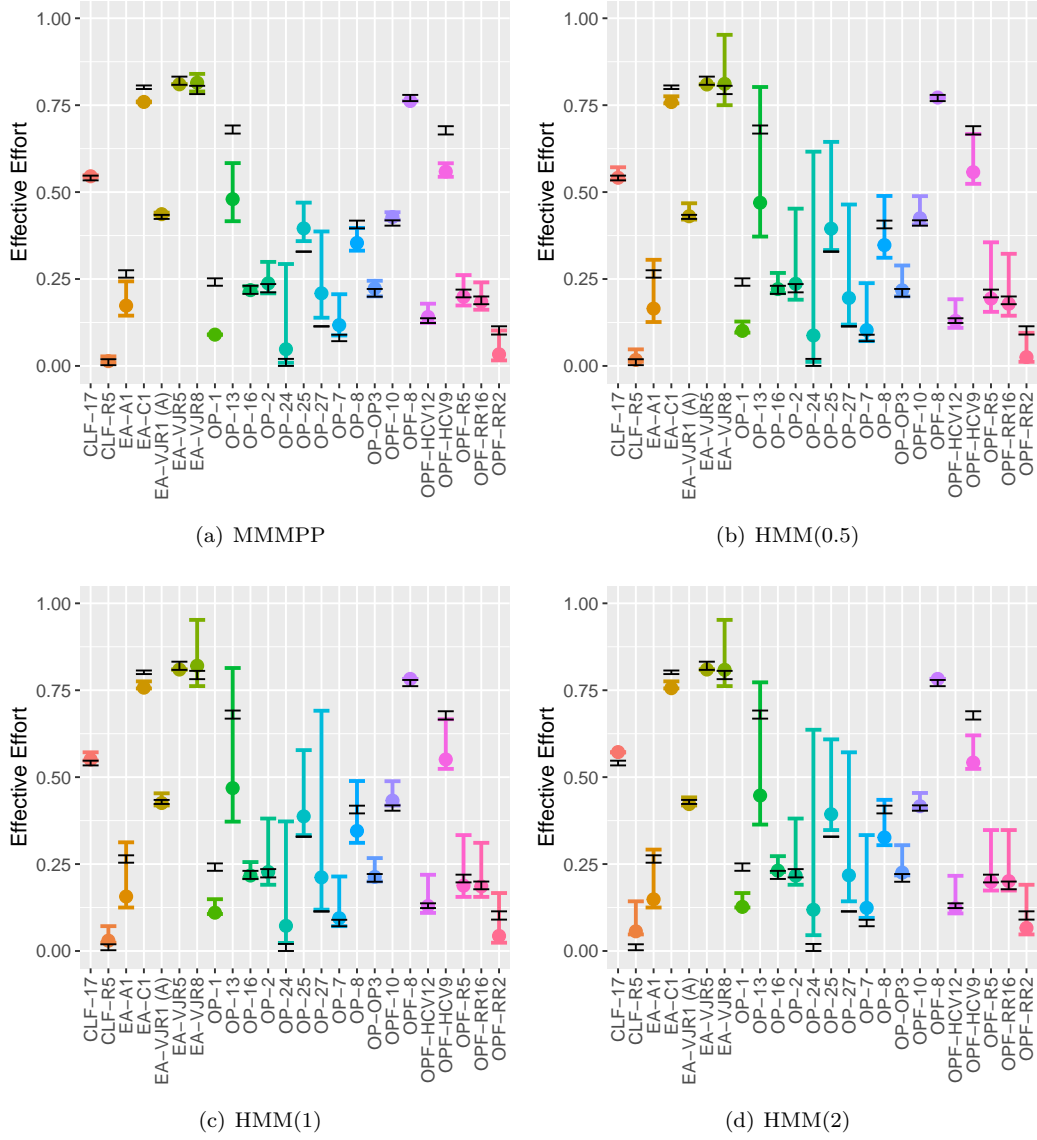 1.00
0.75
0.50
0.25
0.00
Effective Effort
CLF−17
CLF−R5
EA−A1
EA−C1
EA−VJR1 (A)
EA−VJR5
EA−VJR8
OP−1
OP−13
OP−16
OP−2
OP−24
OP−25
OP−27
OP−7
OP−8
OP−OP3
OPF−10
OPF−8
OPF−HCV12
OPF−HCV9
OPF−R5
OPF−RR16
OPF−RR2
(a) MMMPP
1.00
0.75
0.50
0.25
0.00
Effective Effort
CLF−17
CLF−R5
EA−A1
EA−C1
EA−VJR1 (A)
EA−VJR5
EA−VJR8
OP−1
OP−13
OP−16
OP−2
OP−24
OP−25
OP−27
OP−7
OP−8
OP−OP3
OPF−10
OPF−8
OPF−HCV12
OPF−HCV9
OPF−R5
OPF−RR16
OPF−RR2
(b) HMM(0.5)
1.00
0.75
0.50
0.25
0.00
Effective Effort
CLF−17
CLF−R5
EA−A1
EA−C1
EA−VJR1 (A)
EA−VJR5
EA−VJR8
OP−1
OP−13
OP−16
OP−2
OP−24
OP−25
OP−27
OP−7
OP−8
OP−OP3
OPF−10
OPF−8
OPF−HCV12
OPF−HCV9
OPF−R5
OPF−RR16
OPF−RR2
(c) HMM(1)
1.00
0.75
0.50
0.25
0.00
Effective Effort
CLF−17
CLF−R5
EA−A1
EA−C1
EA−VJR1 (A)
EA−VJR5
EA−VJR8
OP−1
OP−13
OP−16
OP−2
OP−24
OP−25
OP−27
OP−7
OP−8
OP−OP3
OPF−10
OPF−8
OPF−HCV12
OPF−HCV9
OPF−R5
OPF−RR16
OPF−RR2
(d) HMM(2)